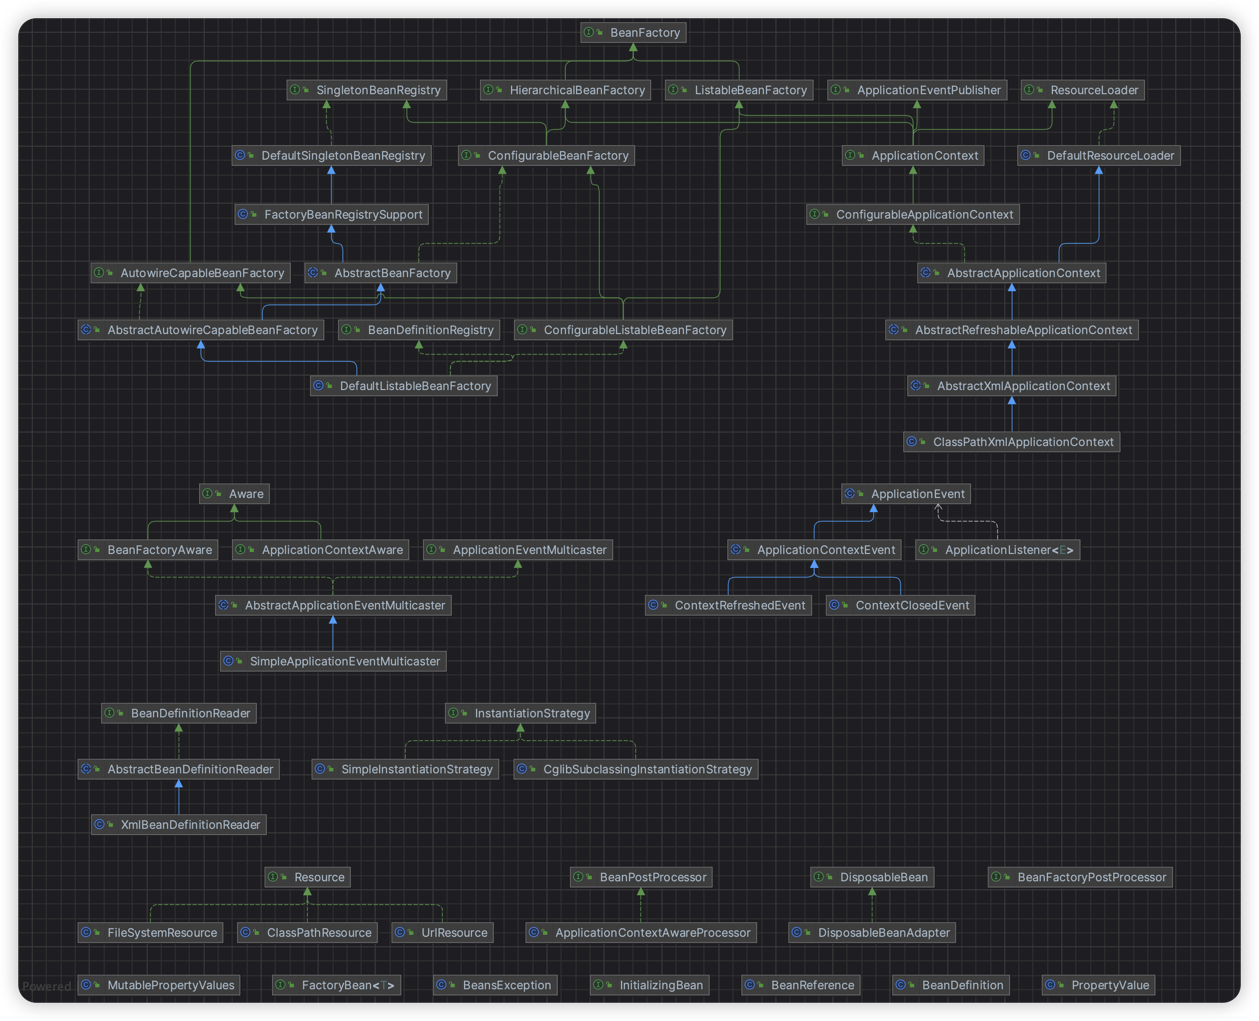 BeanFactory
SingletonBeanRegistry
HierarchicalBeanFactory
ListableBeanFactory
ApplicationEventPublisher
ResourceLoader
DefaultSingletonBeanRegistry
ConfigurableBeanFactory
ApplicationContext
DefaultResourceLoader
FactoryBeanRegistrySupport
ConfigurableApplicationContext
AutowireCapableBeanFactory
AbstractBeanFactory
AbstractApplicationContext
AbstractAutowireCapableBeanFactory
BeanDefinitionRegistry
ConfigurableListableBeanFactory
AbstractRefreshableApplicationContext
DefaultListableBeanFactory
AbstractXmlApplicationContext
ClassPathXmlApplicationContext
Aware
ApplicationEvent
BeanFactoryAware
ApplicationContextAware
ApplicationEventMulticaster
ApplicationContextEvent
ApplicationListener<E>
AbstractApplicationEventMulticaster
ContextRefreshedEvent
ContextClosedEvent
SimpleApplicationEventMulticaster
BeanDefinitionReader
InstantiationStrategy
AbstractBeanDefinitionReader
SimpleInstantiationStrategy
CglibSubclassingInstantiationStrategy
XmlBeanDefinitionReader
Resource
BeanPostProcessor
DisposableBean
BeanFactoryPostProcessor
FileSystemResource
ClassPathResource
UrlResource
ApplicationContextAwareProcessor
DisposableBeanAdapter
Powered
MutablePropertyValues
FactoryBean<T>
BeansException
InitializingBean
BeanReference
BeanDefinition
PropertyValue